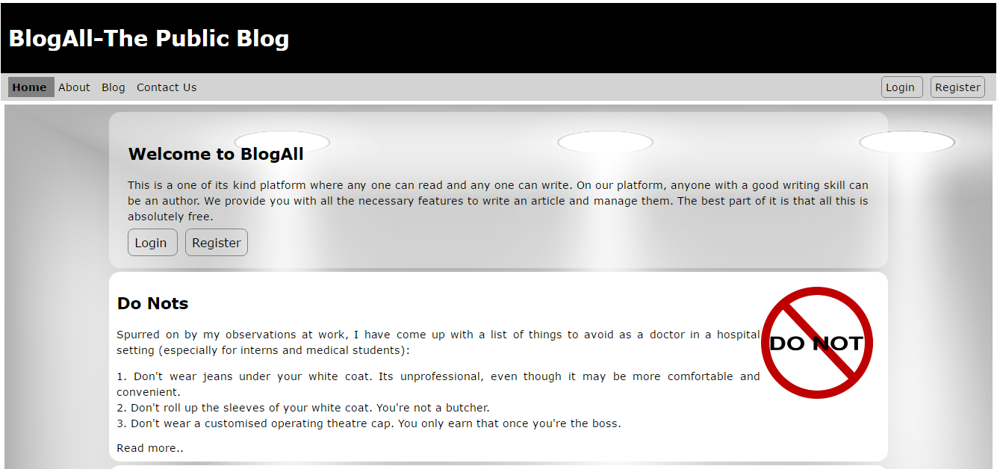 BlogAll-The Public Blog
Home About Blog Contact Us Login Register
Welcome to BlogAll
This is a one of its kind platform where any one can read and any one can write. On our platform, anyone with a good writing skill can
be an author. We provide you with all the necessary features to write an article and manage them. The best part of it is that all this is
absolutely free.
Login Register
Do Nots
Spurred on by my observations at work, I have come up with a list of things to avoid as a doctor in a hospital
setting (especially for interns and medical students):
DO NOT
1. Don't wear jeans under your white coat. Its unprofessional, even though it may be more comfortable and
convenient.
2. Don't roll up the sleeves of your white coat. You're not a butcher.
3. Don't wear a customised operating theatre cap. You only earn that once you're the boss.
Read more..